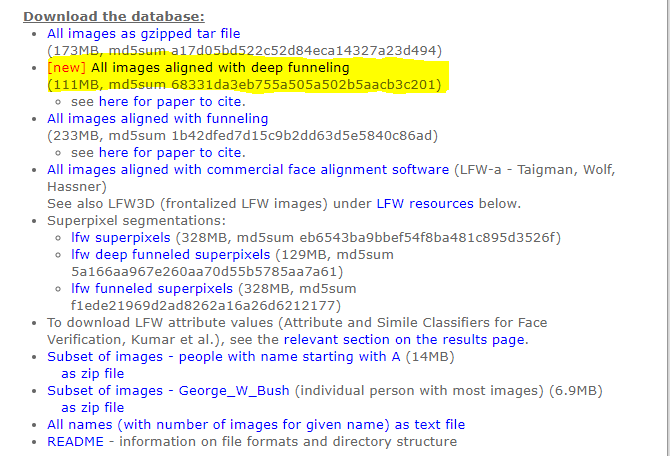 Download the database:
All images as gzipped tar file
(173MB, md5sum a17d05bd522c52d84eca14327a23d494)
[new] All images aligned with deep funneling
(111MB, md5sum 68331da3eb755a505a502b5aacb3c201)
see here for paper to cite.
All images aligned with funneling
(233MB, md5sum 1b42dfed7d15c9b2dd63d5e5840c86ad)
see here for paper to cite.
All images aligned with commercial face alignment software (LFW-a - Taigman, Wolf,
Hassner)
See also LFW3D (frontalized LFW images) under LFW resources below.
Superpixel segmentations:
lfw superpixels (328MB, md5sum eb6543ba9bbef54f8ba481c895d3526f)
lfw deep funneled superpixels (129MB, md5sum
5a166aa967e260aa70d55b5785aa7a61)
lfw funneled superpixels (328MB, md5sum
f1ede21969d2ad8262a16a26d6212177)
To download LFW attribute values (Attribute and Simile Classifiers for Face
Verification, Kumar et al.), see the relevant section on the results page.
Subset of images - people with name starting with A (14MB)
as zip file
Subset of images - George_W_Bush (individual person with most images) (6.9MB)
as zip file
All names (with number of images for given name) as text file
README - information on file formats and directory structure